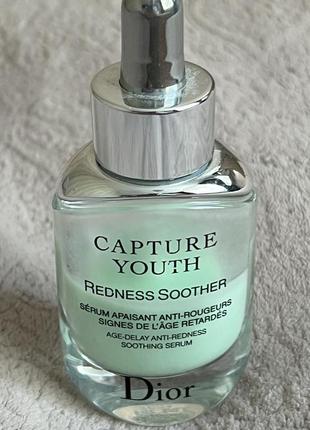 CAPTURE
YOUTH
REDNESS SOOTHER
SÉRUM APAISANT ANTI-ROUGEURS
SIGNES DE L'ÂGE RETARDÉS
AGE-DELAY ANTI-REDNESS
SOOTHING SERUM
Dior